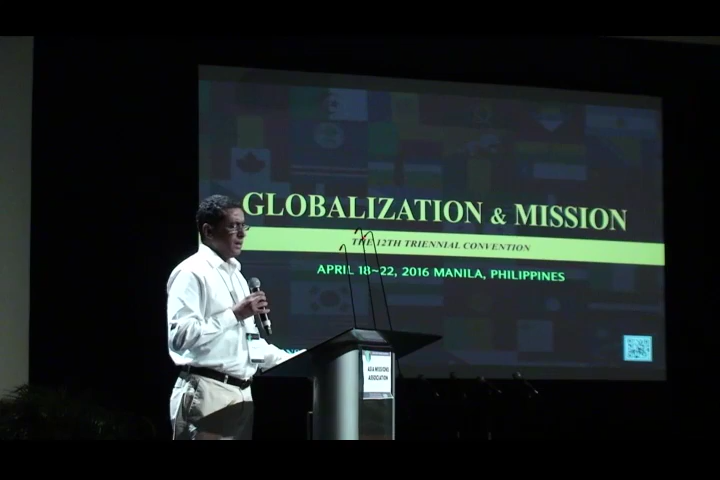 GLOBALIZATION & MISSION
THE 12TH TRIENNIAL CONVENTION
APRIL 18~22, 2016 MANILA, PHILIPPINES
ASIA MISSIONS
ASSOCIATION